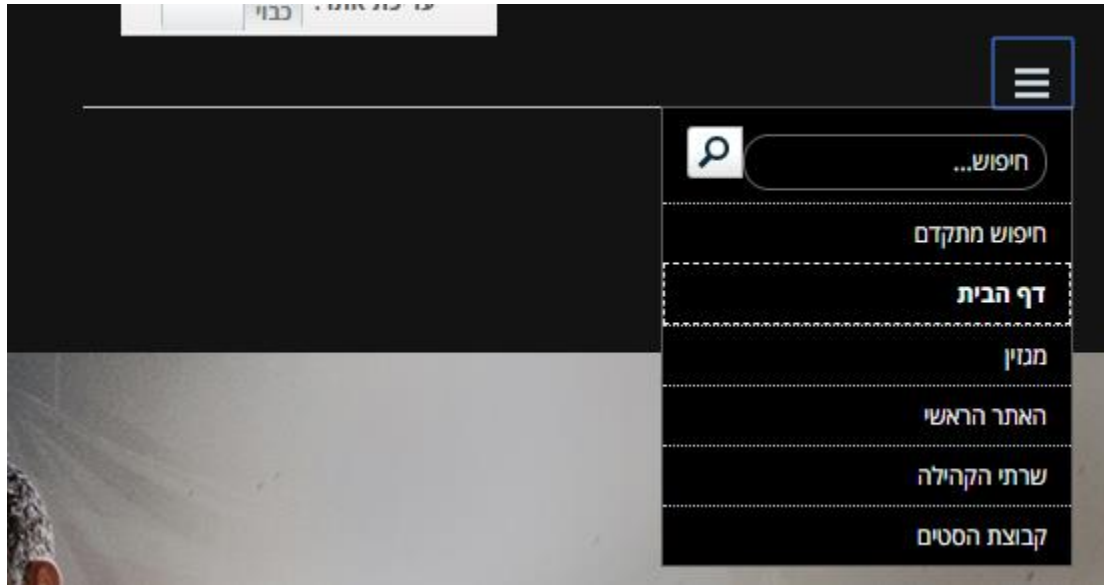 כבוי
חיפוש...
חיפוש מתקדם
דף הבית
מגזין
האתר הראשי
שרתי הקהילה
קבוצת הסטים